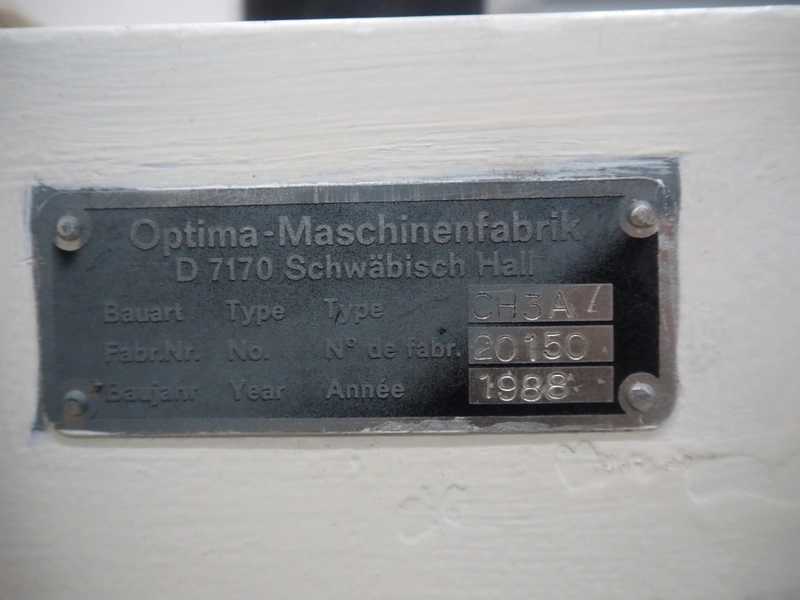 Optima-Maschinenfabrik
D 7170 Schwäbisch Hall
Bauart Type Type CH3A/
Fabr.Nr. No. N° de fabr. 20150
Baujahr Year Année 1988